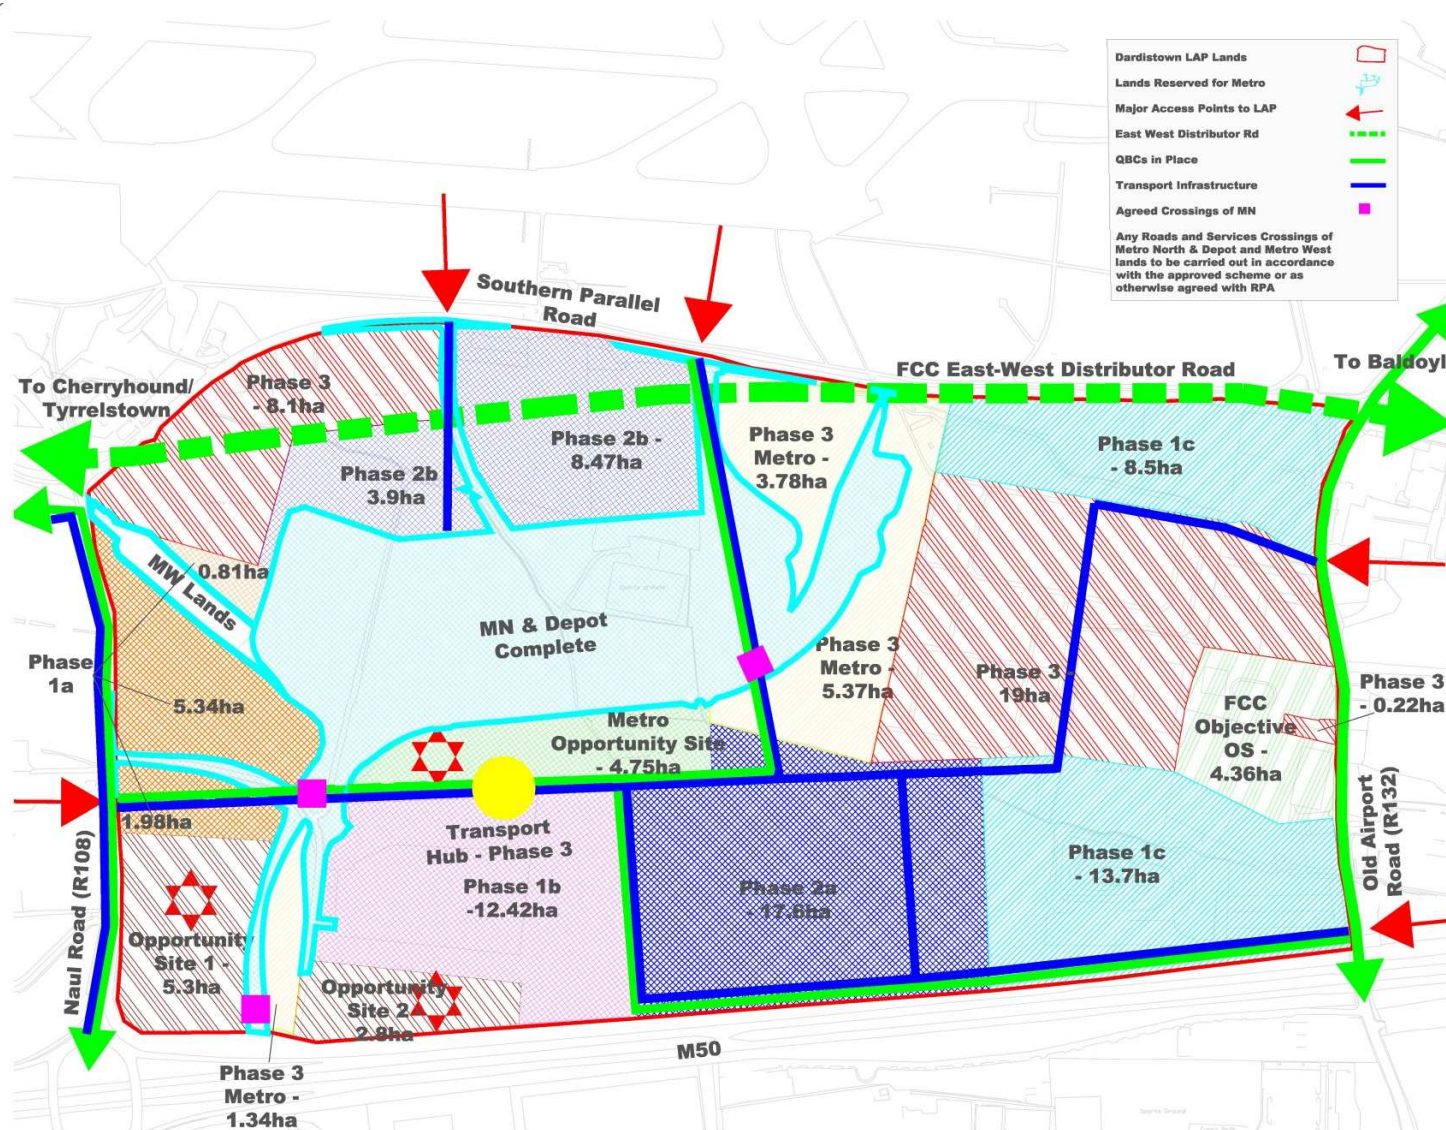 Dardistown LAP Lands
Lands Reserved for Metro
Major Access Points to LAP
East West Distributor Rd
QBCs in Place
Transport Infrastructure
Agreed Crossings of MN
Any Roads and Services Crossings of
Metro North & Depot and Metro West
lands to be carried out in accordance
with the approved scheme or as
otherwise agreed with RPA
Southern Parallel
Road
FCC East-West Distributor Road
To Baldoyl
To Cherryhound/
Tyrrelstown
Phase 3
- 8.1ha
Phase 2b
3.9ha
Phase 2b -
8.47ha
Phase 3
Metro -
3.78ha
Phase 1c
- 8.5ha
0.81ha
MW Lands
MN & Depot
Complete
Phase
1a
5.34ha
Phase 3
Metro -
5.37ha
Phase 3 -
19ha
Phase 3
- 0.22ha
FCC
Objective
OS -
4.36ha
Metro
Opportunity Site
- 4.75ha
1.98ha
Transport
Hub - Phase 3
Phase 1b
-12.42ha
Phase 2a
- 17.6ha
Phase 1c
- 13.7ha
Old Airport
Road (R132)
Naul Road (R108)
Opportunity
Site 1 -
5.3ha
Opportunity
Site 2 -
2.8ha
M50
Phase 3
Metro -
1.34ha
Sports Ground